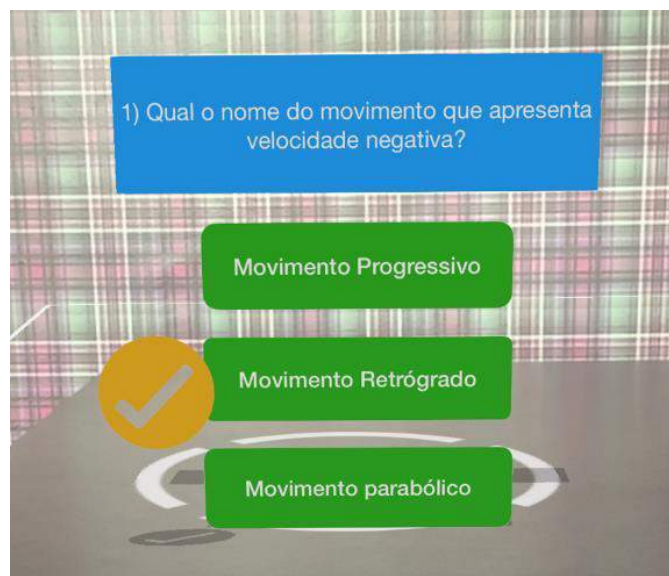 1) Qual o nome do movimento que apresenta
velocidade negativa?
Movimento Progressivo
Movimento Retrógrado
Movimento parabólico